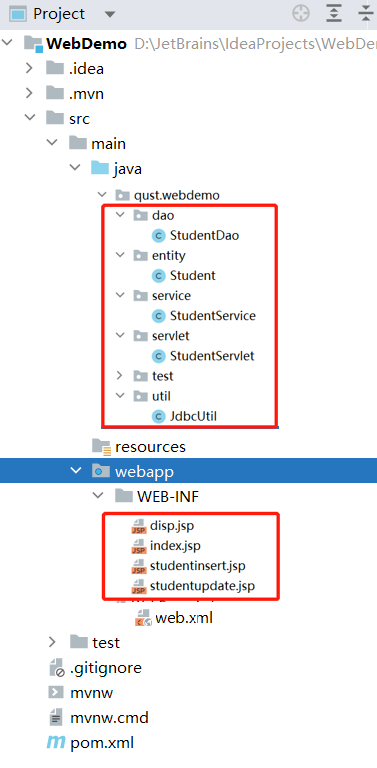 Project
WebDemo D:\JetBrains\IdeaProjects\WebDem
.idea
.mvn
src
main
java
qust.webdemo
dao
StudentDao
entity
Student
service
StudentService
servlet
StudentServlet
test
util
JdbcUtil
resources
webapp
WEB-INF
disp.jsp
index.jsp
studentinsert.jsp
studentupdate.jsp
web.xml
test
.gitignore
mvnw
mvnw.cmd
pom.xml